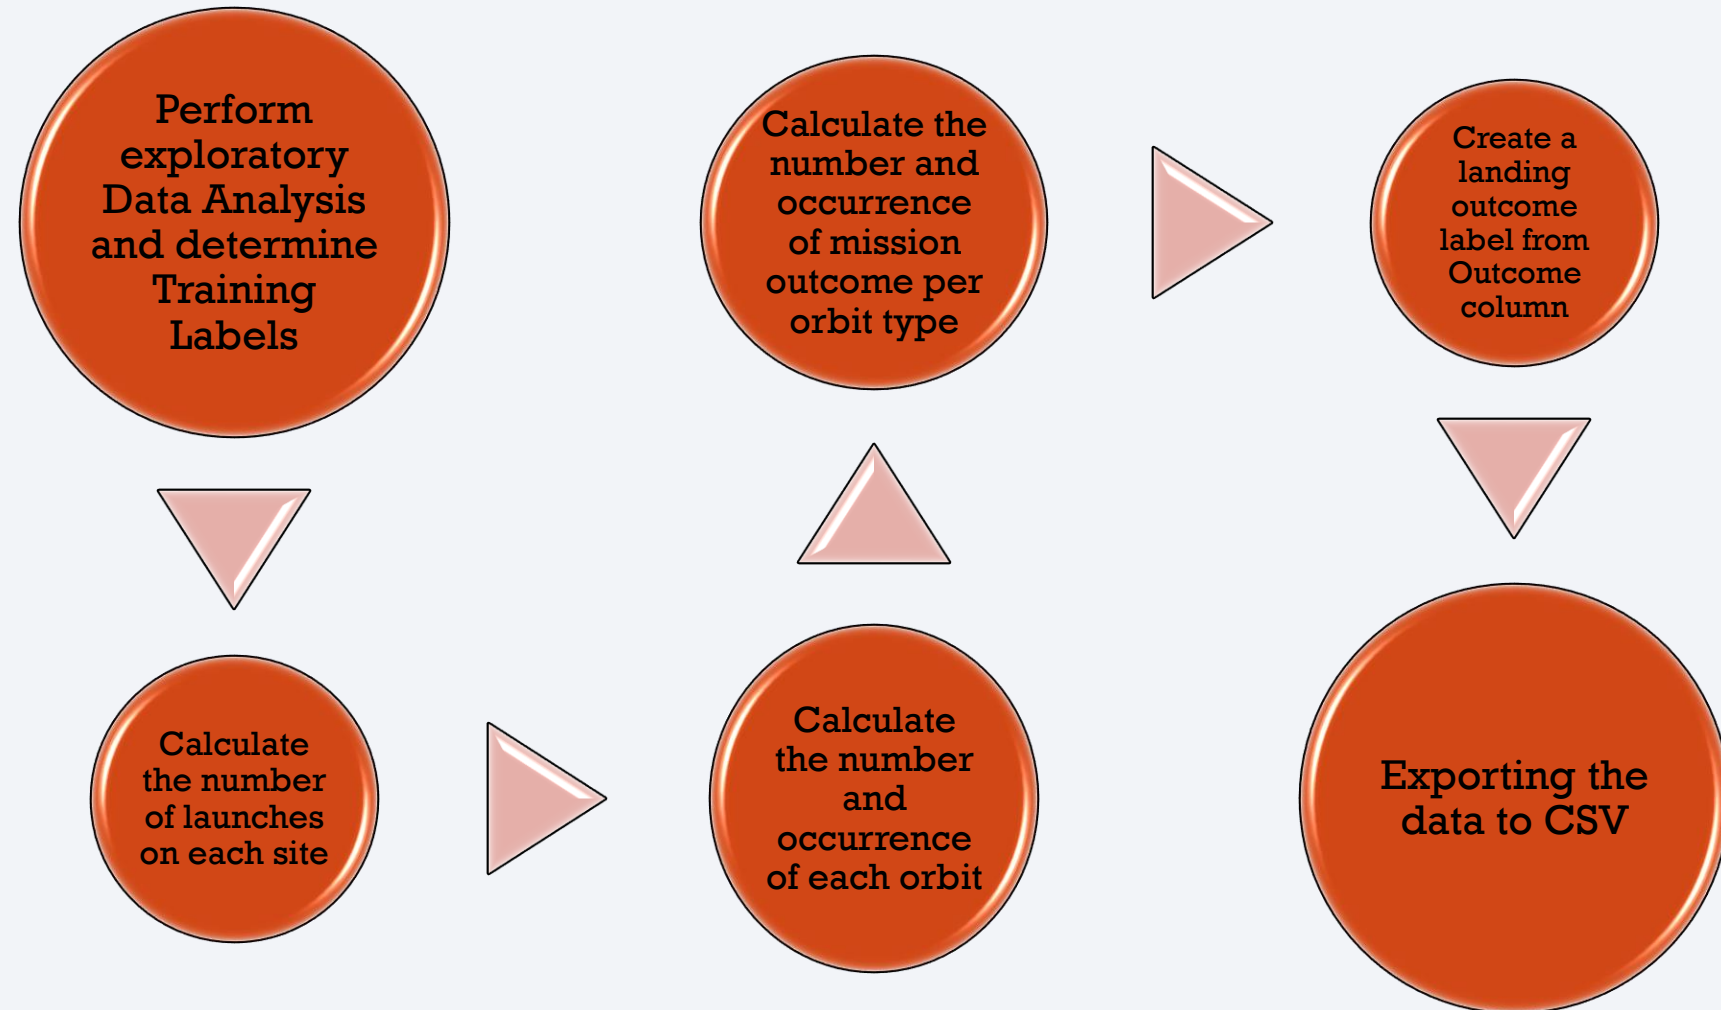 Perform
exploratory
Data Analysis
and determine
Training
Labels
Calculate
the number
of launches
on each site
Calculate
the number
and
occurrence
of each orbit
Calculate the
number and
occurrence
of mission
outcome per
orbit type
Create a
landing
outcome
label from
Outcome
column
Exporting the
data to CSV